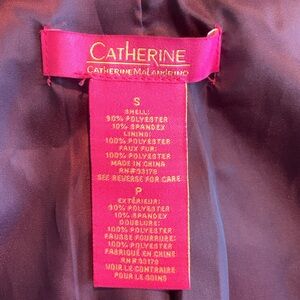 CATHERINE
CATHERINE MALANDRINO
S
SHELL:
90% POLYESTER
10% SPANDEX
LINING:
100% POLYESTER
FAUX FUR:
100% POLYESTER
MADE IN CHINA
RN#93178
SEE REVERSE FOR CARE
P
EXTÉRIEUR:
90% POLYESTER
10% SPANDEX
DOUBLURE:
100% POLYESTER
FAUSSE FOURRURE:
100% POLYESTER
FABRIQUÉ EN CHINE
RN#93178
VOIR LE CONTRAIRE
POUR LE SOINS